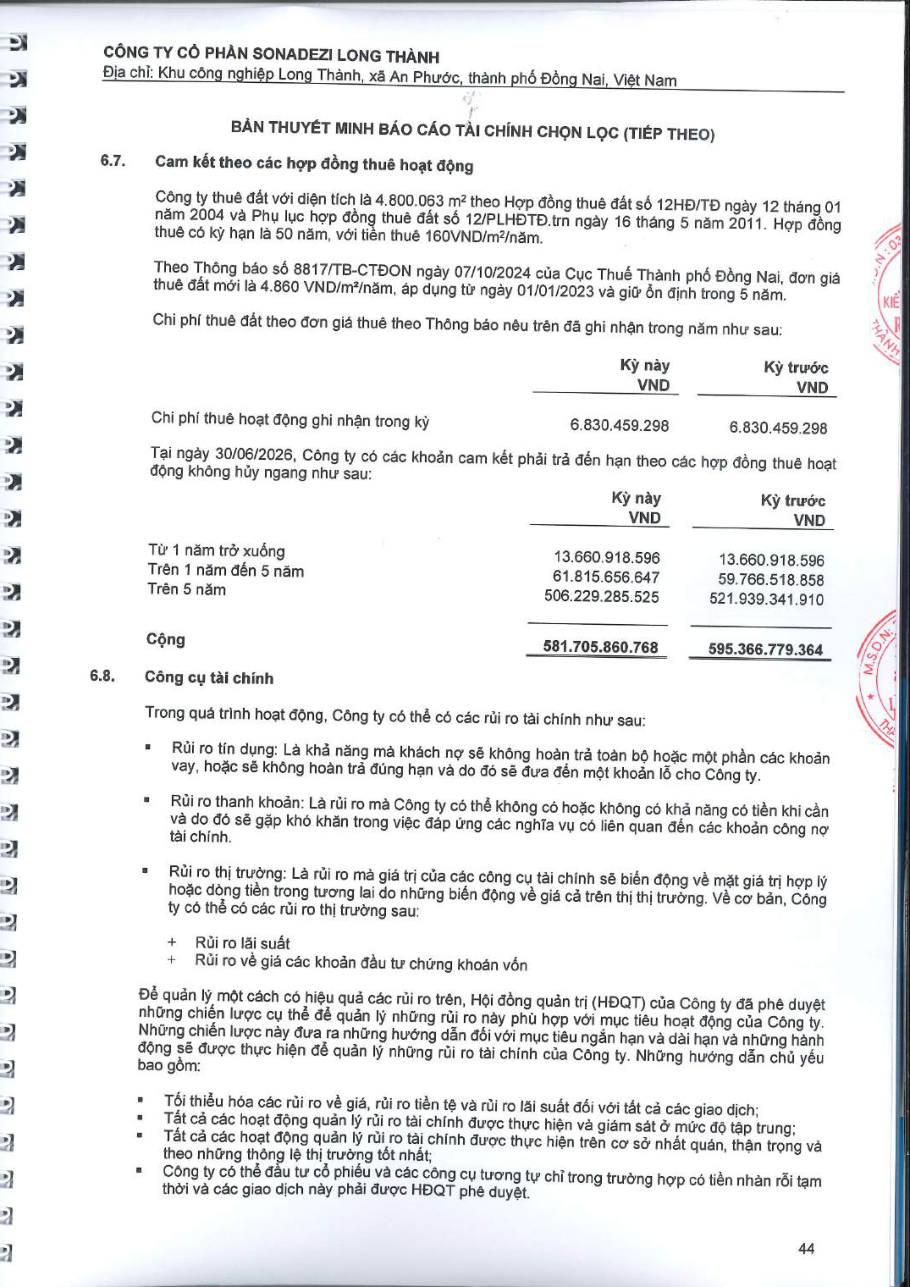 CÔNG TY CỔ PHẦN SONADEZI LONG THÀNH
Địa chỉ: Khu công nghiệp Long Thành, xã An Phước, thành phố Đồng Nai, Việt Nam
BẢN THUYẾT MINH BÁO CÁO TÀI CHÍNH CHỌN LỌC (TIẾP THEO)
6.7. Cam kết theo các hợp đồng thuê hoạt động
Công ty thuê đất với diện tích là 4.800.063 m² theo Hợp đồng thuê đất số 12HĐ/TĐ ngày 12 tháng 01
năm 2004 và Phụ lục hợp đồng thuê đất số 12/PLHĐTĐ.trn ngày 16 tháng 5 năm 2011. Hợp đồng
thuê có kỳ hạn là 50 năm, với tiền thuê 160VND/m²/năm.
Theo Thông báo số 8817/TB-CTĐON ngày 07/10/2024 của Cục Thuế Thành phố Đồng Nai, đơn giá
thuê đất mới là 4.860 VND/m²/năm, áp dụng từ ngày 01/01/2023 và giữ ổn định trong 5 năm.
Chi phí thuê đất theo đơn giá thuê theo Thông báo nêu trên đã ghi nhận trong năm như sau:
Kỳ này Kỳ trước
VND VND
Chi phí thuê hoạt động ghi nhận trong kỳ 6.830.459.298 6.830.459.298
Tại ngày 30/06/2026, Công ty có các khoản cam kết phải trả đến hạn theo các hợp đồng thuê hoạt
động không hủy ngang như sau:
Kỳ này Kỳ trước
VND VND
Từ 1 năm trở xuống 13.660.918.596 13.660.918.596
Trên 1 năm đến 5 năm 61.815.656.647 59.766.518.858
Trên 5 năm 506.229.285.525 521.939.341.910
Cộng 581.705.860.768 595.366.779.364
6.8. Công cụ tài chính
Trong quá trình hoạt động, Công ty có thể có các rủi ro tài chính như sau:
▪ Rủi ro tín dụng: Là khả năng mà khách nợ sẽ không hoàn trả toàn bộ hoặc một phần các khoản
vay, hoặc sẽ không hoàn trả đúng hạn và do đó sẽ đưa đến một khoản lỗ cho Công ty.
▪ Rủi ro thanh khoản: Là rủi ro mà Công ty có thể không có hoặc không có khả năng có tiền khi cần
và do đó sẽ gặp khó khăn trong việc đáp ứng các nghĩa vụ có liên quan đến các khoản công nợ
tài chính.
▪ Rủi ro thị trường: Là rủi ro mà giá trị của các công cụ tài chính sẽ biến động về mặt giá trị hợp lý
hoặc dòng tiền trong tương lai do những biến động về giá cả trên thị thị trường. Về cơ bản, Công
ty có thể có các rủi ro thị trường sau:
+ Rủi ro lãi suất
+ Rủi ro về giá các khoản đầu tư chứng khoán vốn
Để quản lý một cách có hiệu quả các rủi ro trên, Hội đồng quản trị (HĐQT) của Công ty đã phê duyệt
những chiến lược cụ thể để quản lý những rủi ro này phù hợp với mục tiêu hoạt động của Công ty.
Những chiến lược này đưa ra những hướng dẫn đối với mục tiêu ngắn hạn và dài hạn và những hành
động sẽ được thực hiện để quản lý những rủi ro tài chính của Công ty. Những hướng dẫn chủ yếu
bao gồm:
▪ Tối thiểu hóa các rủi ro về giá, rủi ro tiền tệ và rủi ro lãi suất đối với tất cả các giao dịch;
▪ Tất cả các hoạt động quản lý rủi ro tài chính được thực hiện và giám sát ở mức độ tập trung;
▪ Tất cả các hoạt động quản lý rủi ro tài chính được thực hiện trên cơ sở nhất quán, thận trọng và
theo những thông lệ thị trường tốt nhất;
▪ Công ty có thể đầu tư cổ phiếu và các công cụ tương tự chỉ trong trường hợp có tiền nhàn rỗi tạm
thời và các giao dịch này phải được HĐQT phê duyệt.
44